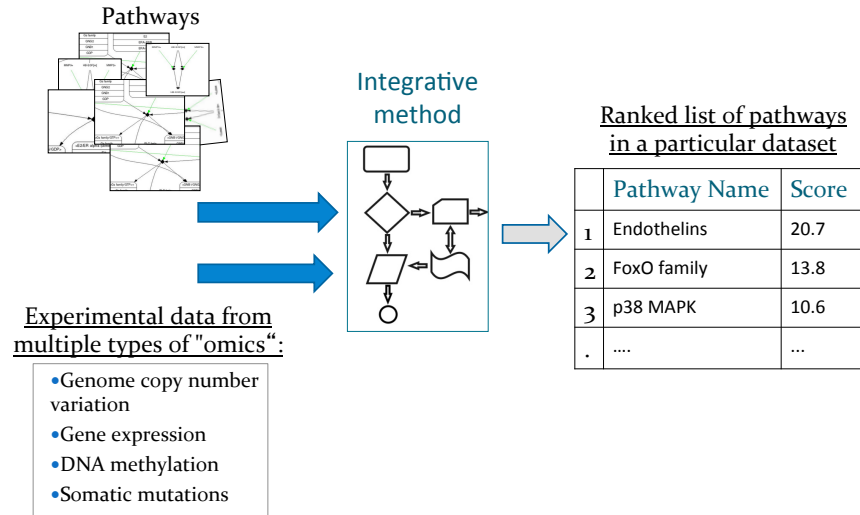 Pathways
Integrative
method
Ranked list of pathways
in a particular dataset
Pathway Name Score
1 Endothelins 20.7
2 FoxO family 13.8
3 p38 MAPK 10.6
. .... ...
Experimental data from
multiple types of "omics“:
•Genome copy number
variation
•Gene expression
•DNA methylation
•Somatic mutations